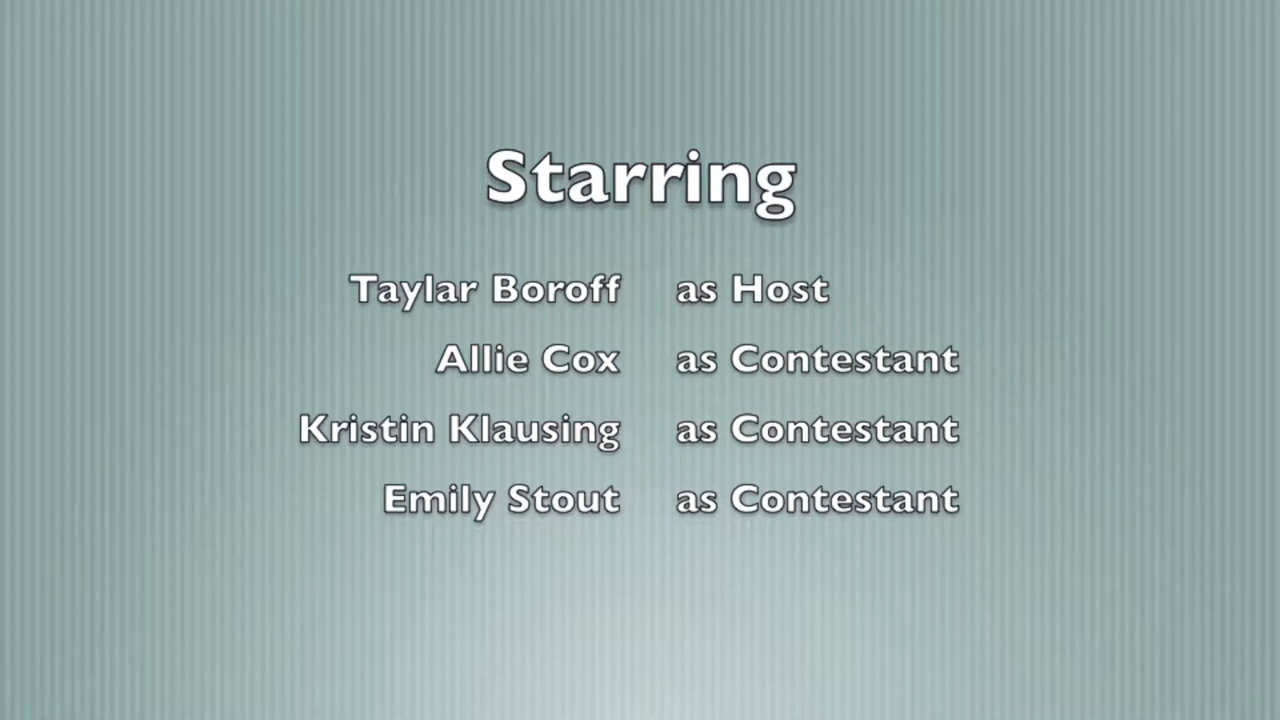 Starring
Taylar Boroff as Host
Allie Cox as Contestant
Kristin Klausing as Contestant
Emily Stout as Contestant